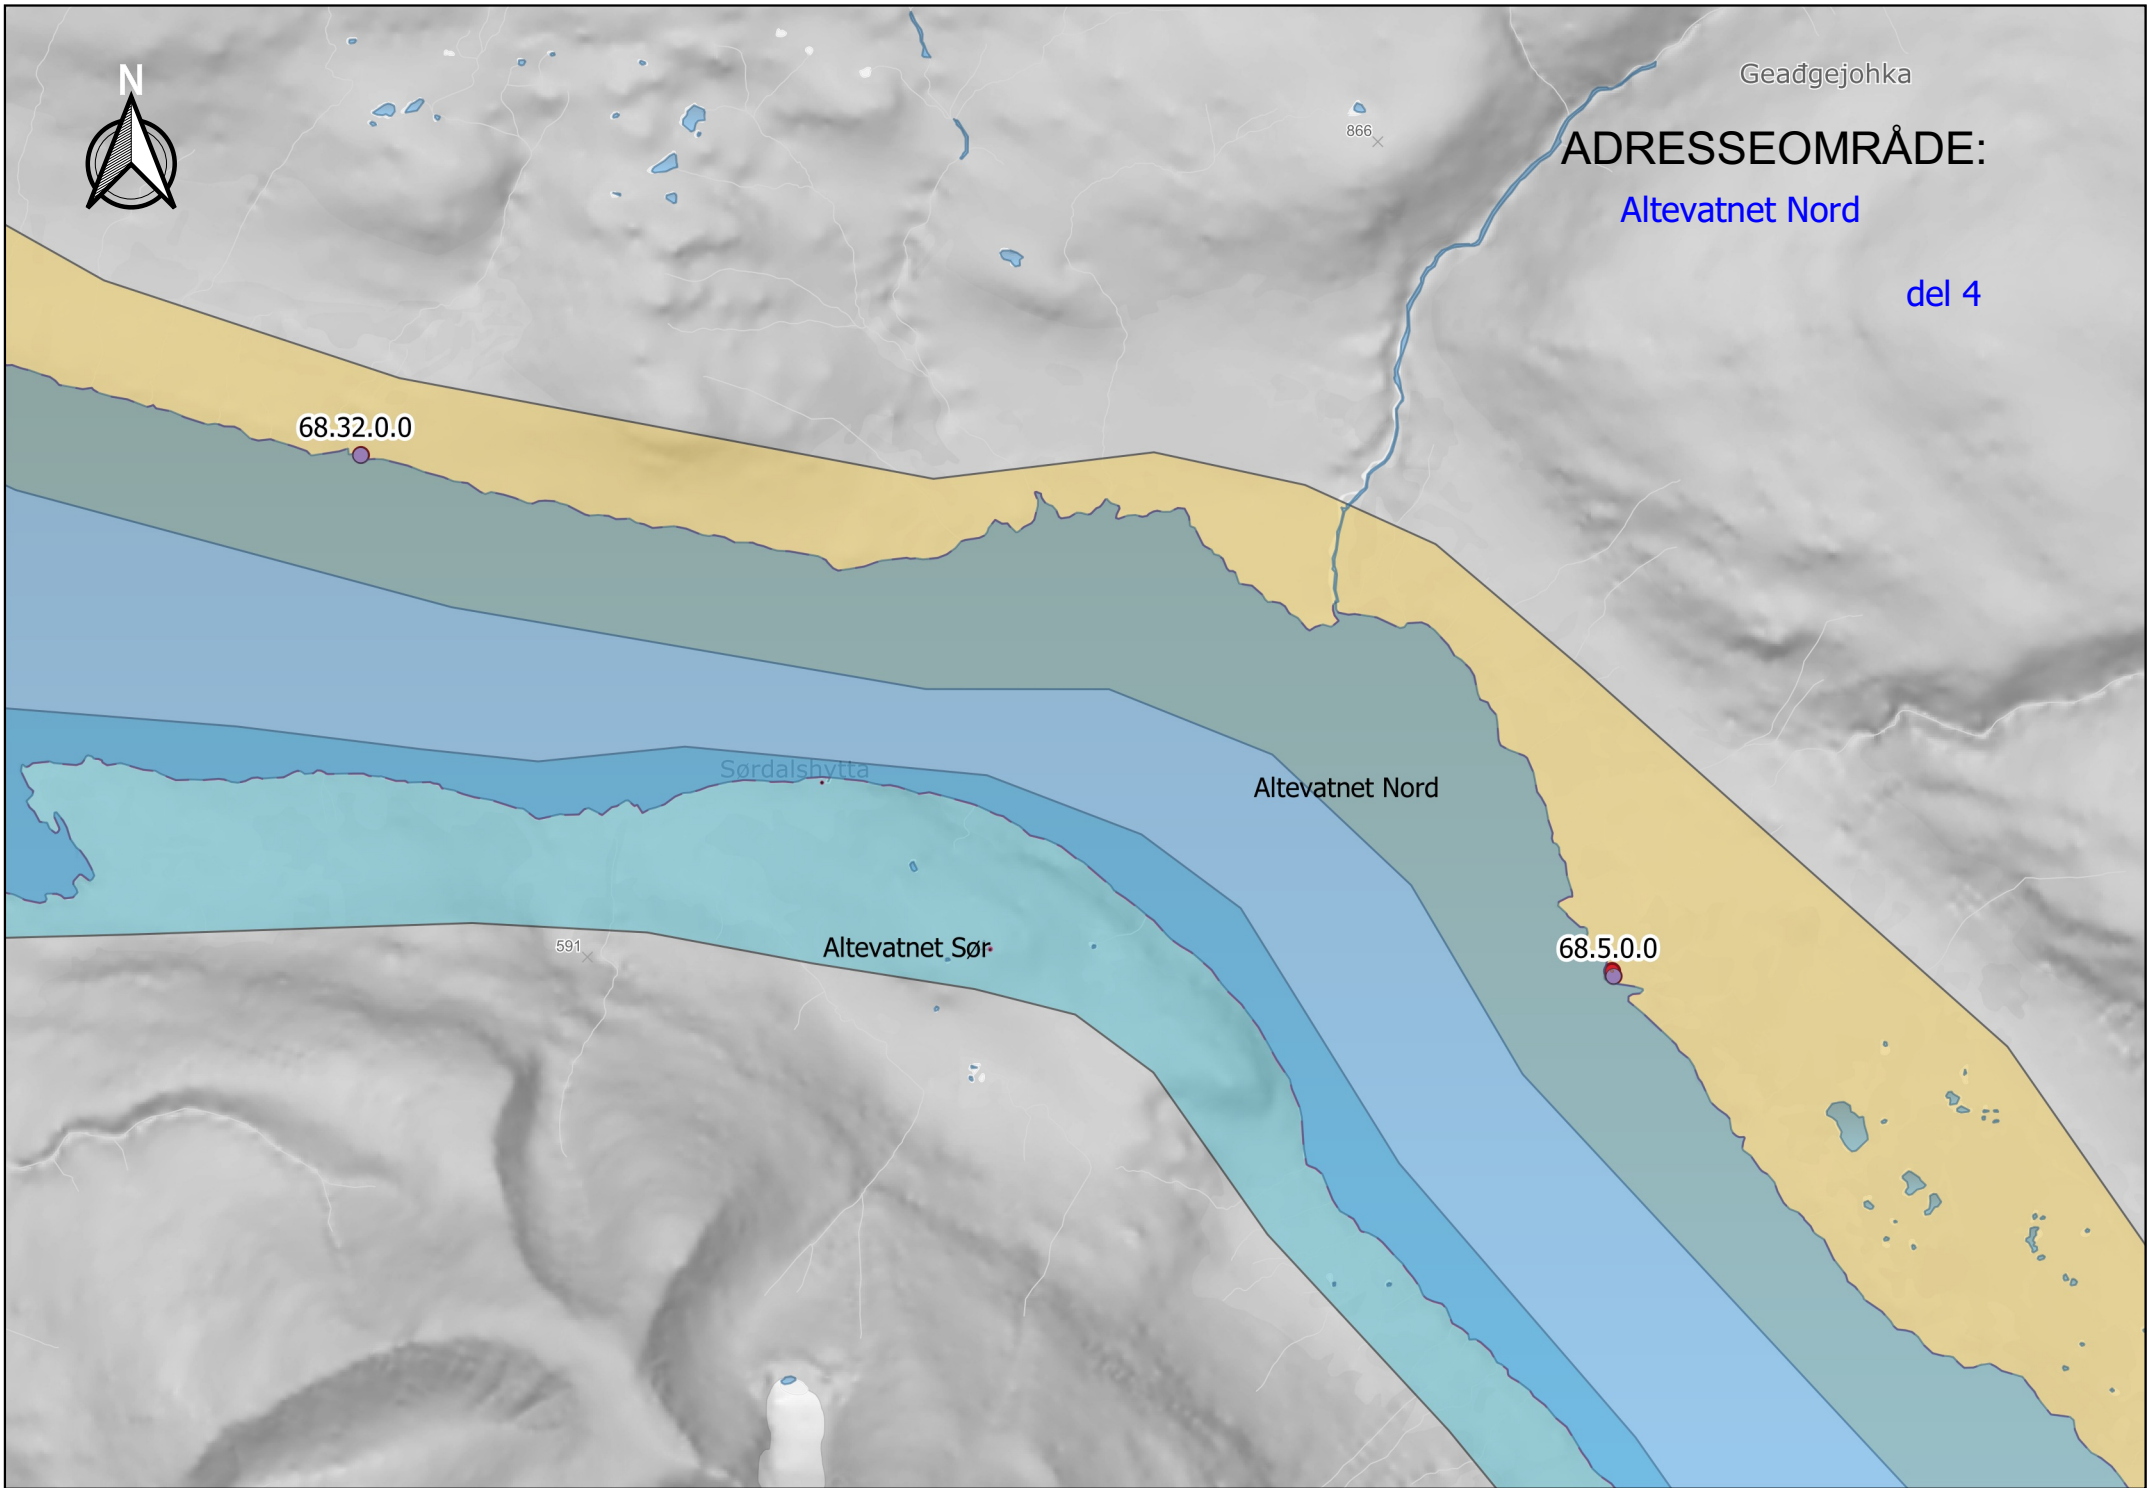 N
Geađgejohka
866
ADRESSEOMRÅDE:
Altevatnet Nord
del 4
68.32.0.0
Sørdalshytta
Altevatnet Nord
591
Altevatnet Sør
68.5.0.0